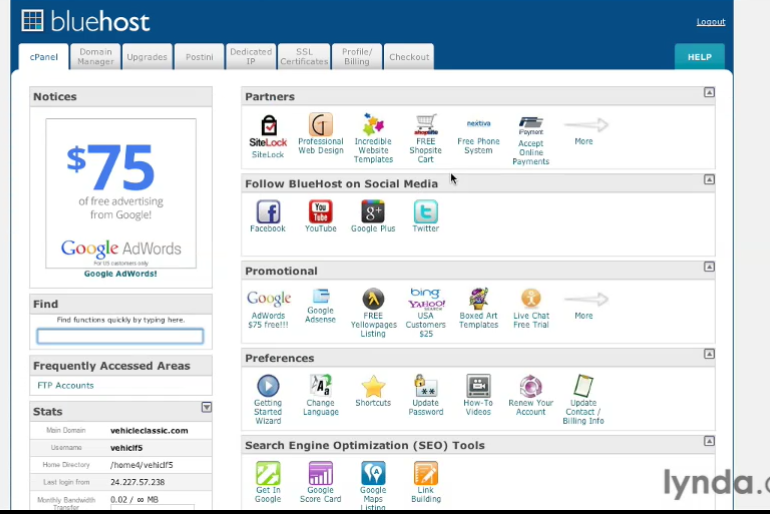 bluehost
Logout
cPanel
Domain
Manager
Upgrades
Postini
Dedicated
IP
SSL
Certificates
Profile/
Billing
Checkout
HELP
Notices
$75
of free advertising
from Google!
Google AdWords
For US customers only
Google AdWords!
Find
Find functions quickly by typing here.
Frequently Accessed Areas
FTP Accounts
Stats
Main Domain vehicleclassic.com
Username vehiclf5
Home Directory /home4/vehiclf5
Last login from 24.227.57.238
Monthly Bandwidth
Transfer
0.02 / ∞ MB
Partners
SiteLock
SiteLock
Professional
Web Design
Incredible
Website
Templates
shopsite
FREE
Shopsite
Cart
nextiva
Free Phone
System
Payment
Accept
Online
Payments
More
Follow BlueHost on Social Media
Facebook
You
Tube
YouTube
Google Plus
Twitter
Promotional
Google
AdWords
$75 free!!!
Google
Adsense
FREE
Yellowpages
Listing
bing
YAHOO!
USA
Customers
$25
Boxed Art
Templates
Live Chat
Free Trial
More
Preferences
Getting
Started
Wizard
Change
Language
Shortcuts
Update
Password
How-To
Videos
Renew Your
Account
Update
Contact /
Billing Info
Search Engine Optimization (SEO) Tools
Get In
Google
Google
Score Card
Google
Maps
Listing
Link
Building
lynda.c